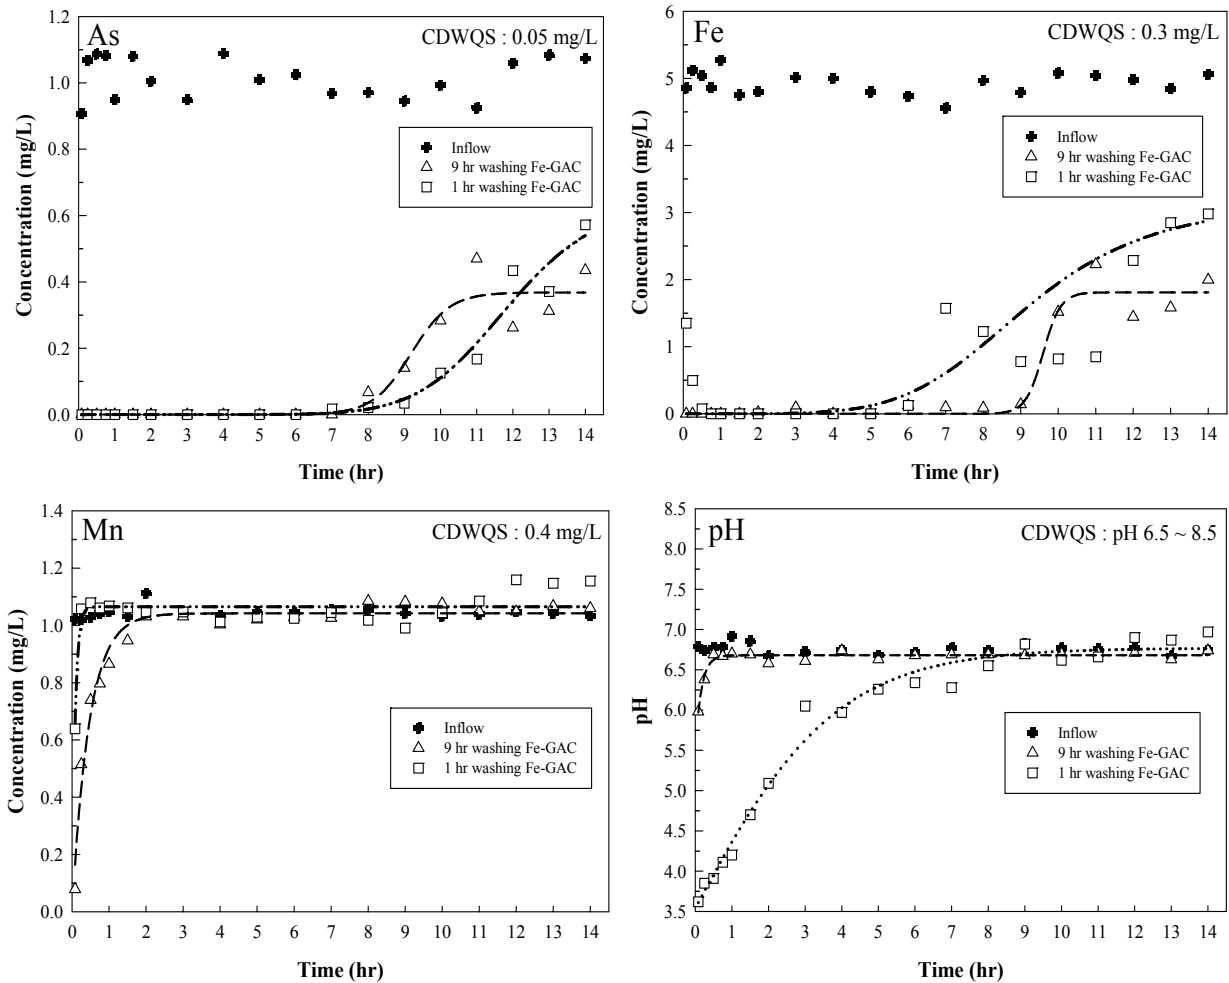 As
CDWQS : 0.05 mg/L
1.2
1.0
0.8
0.6
0.4
0.2
0.0
Concentration (mg/L)
Inflow
9 hr washing Fe-GAC
1 hr washing Fe-GAC
0 1 2 3 4 5 6 7 8 9 10 11 12 13 14
Time (hr)
Fe
CDWQS : 0.3 mg/L
6
5
4
3
2
1
0
Concentration (mg/L)
Inflow
9 hr washing Fe-GAC
1 hr washing Fe-GAC
0 1 2 3 4 5 6 7 8 9 10 11 12 13 14
Time (hr)
Mn
CDWQS : 0.4 mg/L
1.4
1.2
1.0
0.8
0.6
0.4
0.2
0.0
Concentration (mg/L)
Inflow
9 hr washing Fe-GAC
1 hr washing Fe-GAC
0 1 2 3 4 5 6 7 8 9 10 11 12 13 14
Time (hr)
pH
CDWQS : pH 6.5 ~ 8.5
8.5
8.0
7.5
7.0
6.5
6.0
5.5
5.0
4.5
4.0
3.5
pH
Inflow
9 hr washing Fe-GAC
1 hr washing Fe-GAC
0 1 2 3 4 5 6 7 8 9 10 11 12 13 14
Time (hr)